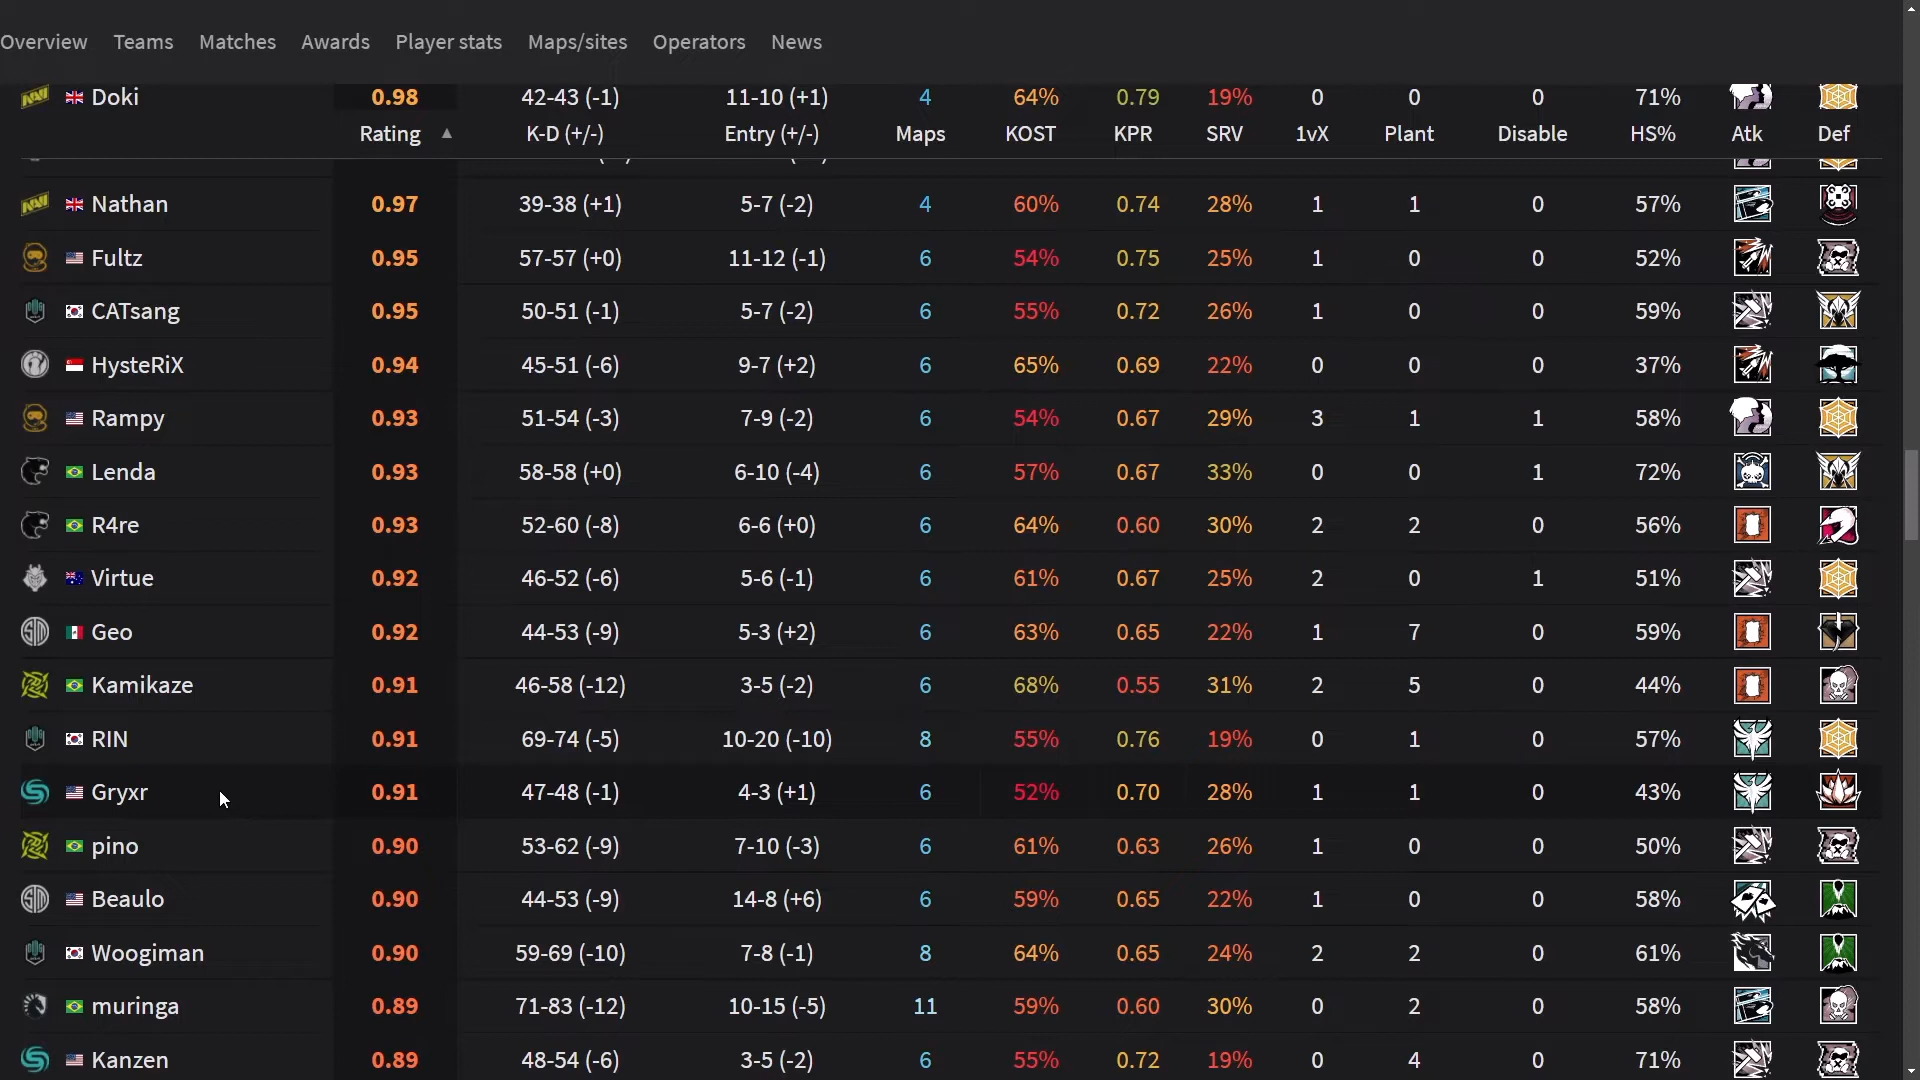 Overview Teams Matches Awards Player stats Maps/sites Operators News
Doki 0.98 42-43 (-1) 11-10 (+1) 4 64% 0.79 19% 0 0 0 71%
Rating ▲ K-D (+/-) Entry (+/-) Maps KOST KPR SRV 1vX Plant Disable HS% Atk Def
Nathan 0.97 39-38 (+1) 5-7 (-2) 4 60% 0.74 28% 1 1 0 57%
Fultz 0.95 57-57 (+0) 11-12 (-1) 6 54% 0.75 25% 1 0 0 52%
CATsang 0.95 50-51 (-1) 5-7 (-2) 6 55% 0.72 26% 1 0 0 59%
HysteRiX 0.94 45-51 (-6) 9-7 (+2) 6 65% 0.69 22% 0 0 0 37%
Rampy 0.93 51-54 (-3) 7-9 (-2) 6 54% 0.67 29% 3 1 1 58%
Lenda 0.93 58-58 (+0) 6-10 (-4) 6 57% 0.67 33% 0 0 1 72%
R4re 0.93 52-60 (-8) 6-6 (+0) 6 64% 0.60 30% 2 2 0 56%
Virtue 0.92 46-52 (-6) 5-6 (-1) 6 61% 0.67 25% 2 0 1 51%
Geo 0.92 44-53 (-9) 5-3 (+2) 6 63% 0.65 22% 1 7 0 59%
Kamikaze 0.91 46-58 (-12) 3-5 (-2) 6 68% 0.55 31% 2 5 0 44%
RIN 0.91 69-74 (-5) 10-20 (-10) 8 55% 0.76 19% 0 1 0 57%
Gryxr 0.91 47-48 (-1) 4-3 (+1) 6 52% 0.70 28% 1 1 0 43%
pino 0.90 53-62 (-9) 7-10 (-3) 6 61% 0.63 26% 1 0 0 50%
Beaulo 0.90 44-53 (-9) 14-8 (+6) 6 59% 0.65 22% 1 0 0 58%
Woogiman 0.90 59-69 (-10) 7-8 (-1) 8 64% 0.65 24% 2 2 0 61%
muringa 0.89 71-83 (-12) 10-15 (-5) 11 59% 0.60 30% 0 2 0 58%
Kanzen 0.89 48-54 (-6) 3-5 (-2) 6 55% 0.72 19% 0 4 0 71%